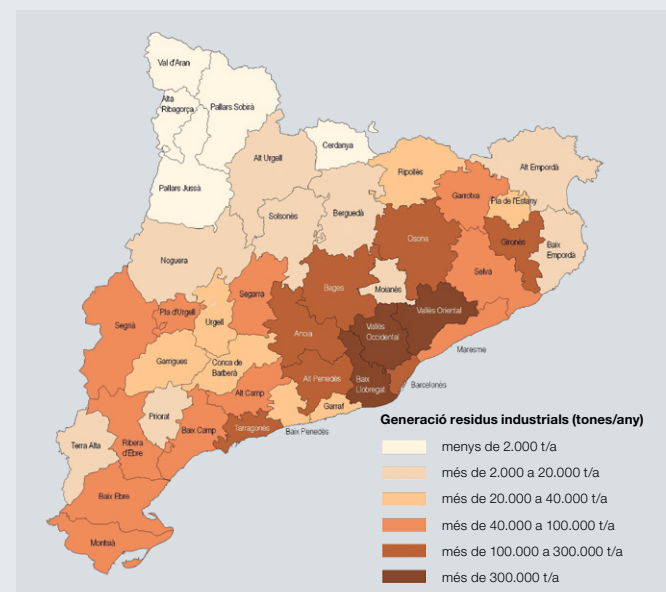 Val d'Aran
Alta
Ribagorça
Pallars Sobirà
Cerdanya
Pallars Jussà
Alt Urgell
Ripollès
Alt Empordà
Garrotxa
Pla de l'Estany
Berguedà
Solsonès
Osona
Gironès
Baix
Empordà
Noguera
Bages
Moianès
Selva
Segarra
Segrià
Pla d'Urgell
Urgell
Anoia
Vallès
Occidental
Vallès Oriental
Maresme
Garrigues
Conca de
Barberà
Alt Penedès
Baix
Llobregat
Barcelonès
Alt Camp
Garraf
Priorat
Baix Camp
Tarragonès
Baix Penedès
Terra Alta
Ribera
d'Ebre
Baix Ebre
Montsià
Generació residus industrials (tones/any)
menys de 2.000 t/a
més de 2.000 a 20.000 t/a
més de 20.000 a 40.000 t/a
més de 40.000 a 100.000 t/a
més de 100.000 a 300.000 t/a
més de 300.000 t/a